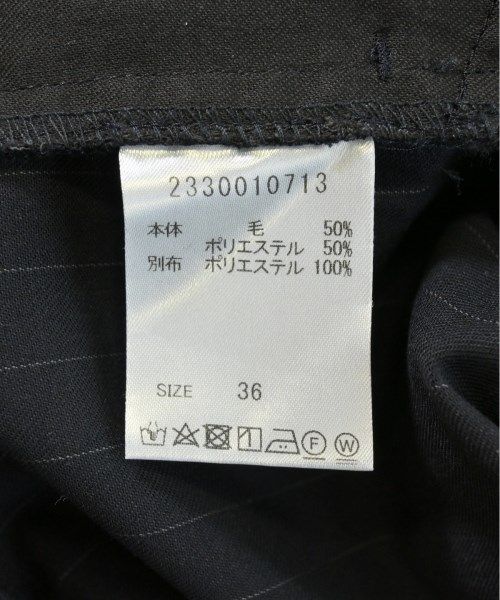 2330010713
本体 毛 50%
ポリエステル 50%
別布 ポリエステル 100%
SIZE 36
F W